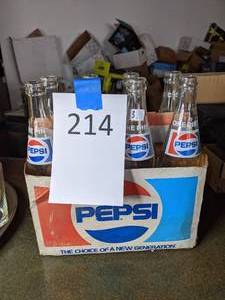 214
PEPSI
PEPSI
PEPSI
PEPSI
THE CHOICE OF A NEW GENERATION